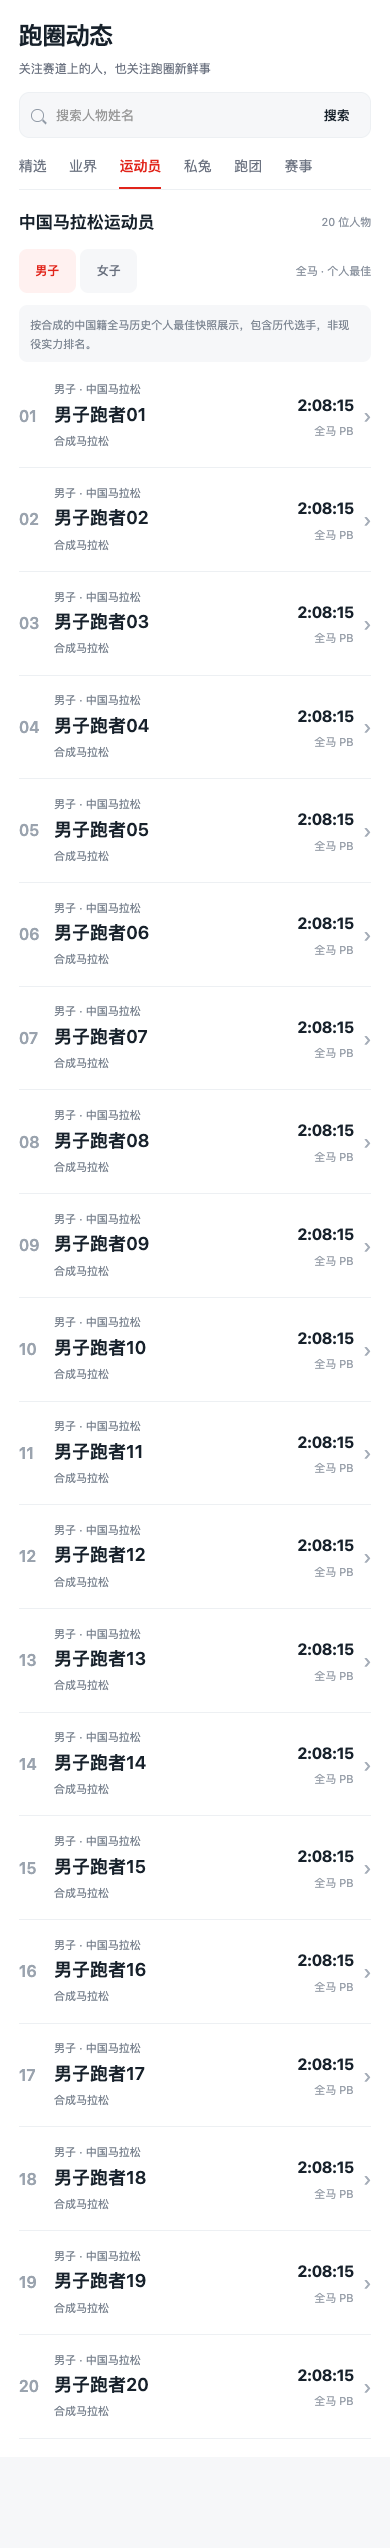 跑圈动态
关注赛道上的人，也关注跑圈新鲜事
搜索人物姓名 搜索
精选 业界 运动员 私兔 跑团 赛事
中国马拉松运动员 20 位人物
男子 女子 全马 · 个人最佳
按合成的中国籍全马历史个人最佳快照展示，包含历代选手，非现
役实力排名。
男子 · 中国马拉松
01 男子跑者01 2:08:15
合成马拉松 全马 PB
男子 · 中国马拉松
02 男子跑者02 2:08:15
合成马拉松 全马 PB
男子 · 中国马拉松
03 男子跑者03 2:08:15
合成马拉松 全马 PB
男子 · 中国马拉松
04 男子跑者04 2:08:15
合成马拉松 全马 PB
男子 · 中国马拉松
05 男子跑者05 2:08:15
合成马拉松 全马 PB
男子 · 中国马拉松
06 男子跑者06 2:08:15
合成马拉松 全马 PB
男子 · 中国马拉松
07 男子跑者07 2:08:15
合成马拉松 全马 PB
男子 · 中国马拉松
08 男子跑者08 2:08:15
合成马拉松 全马 PB
男子 · 中国马拉松
09 男子跑者09 2:08:15
合成马拉松 全马 PB
男子 · 中国马拉松
10 男子跑者10 2:08:15
合成马拉松 全马 PB
男子 · 中国马拉松
11 男子跑者11 2:08:15
合成马拉松 全马 PB
男子 · 中国马拉松
12 男子跑者12 2:08:15
合成马拉松 全马 PB
男子 · 中国马拉松
13 男子跑者13 2:08:15
合成马拉松 全马 PB
男子 · 中国马拉松
14 男子跑者14 2:08:15
合成马拉松 全马 PB
男子 · 中国马拉松
15 男子跑者15 2:08:15
合成马拉松 全马 PB
男子 · 中国马拉松
16 男子跑者16 2:08:15
合成马拉松 全马 PB
男子 · 中国马拉松
17 男子跑者17 2:08:15
合成马拉松 全马 PB
男子 · 中国马拉松
18 男子跑者18 2:08:15
合成马拉松 全马 PB
男子 · 中国马拉松
19 男子跑者19 2:08:15
合成马拉松 全马 PB
男子 · 中国马拉松
20 男子跑者20 2:08:15
合成马拉松 全马 PB